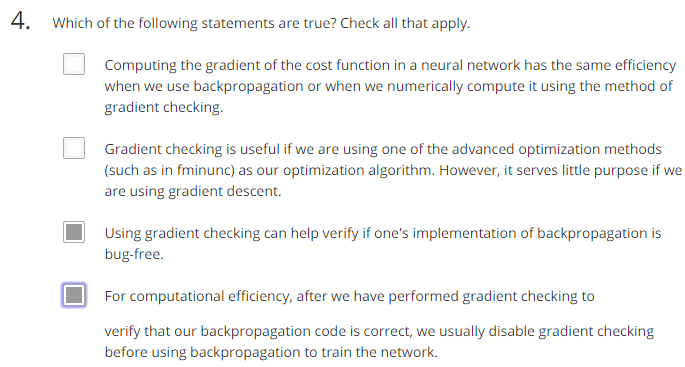 4. Which of the following statements are true? Check all that apply.
Computing the gradient of the cost function in a neural network has the same efficiency
when we use backpropagation or when we numerically compute it using the method of
gradient checking.
Gradient checking is useful if we are using one of the advanced optimization methods
(such as in fminunc) as our optimization algorithm. However, it serves little purpose if we
are using gradient descent.
Using gradient checking can help verify if one's implementation of backpropagation is
bug-free.
For computational efficiency, after we have performed gradient checking to
verify that our backpropagation code is correct, we usually disable gradient checking
before using backpropagation to train the network.